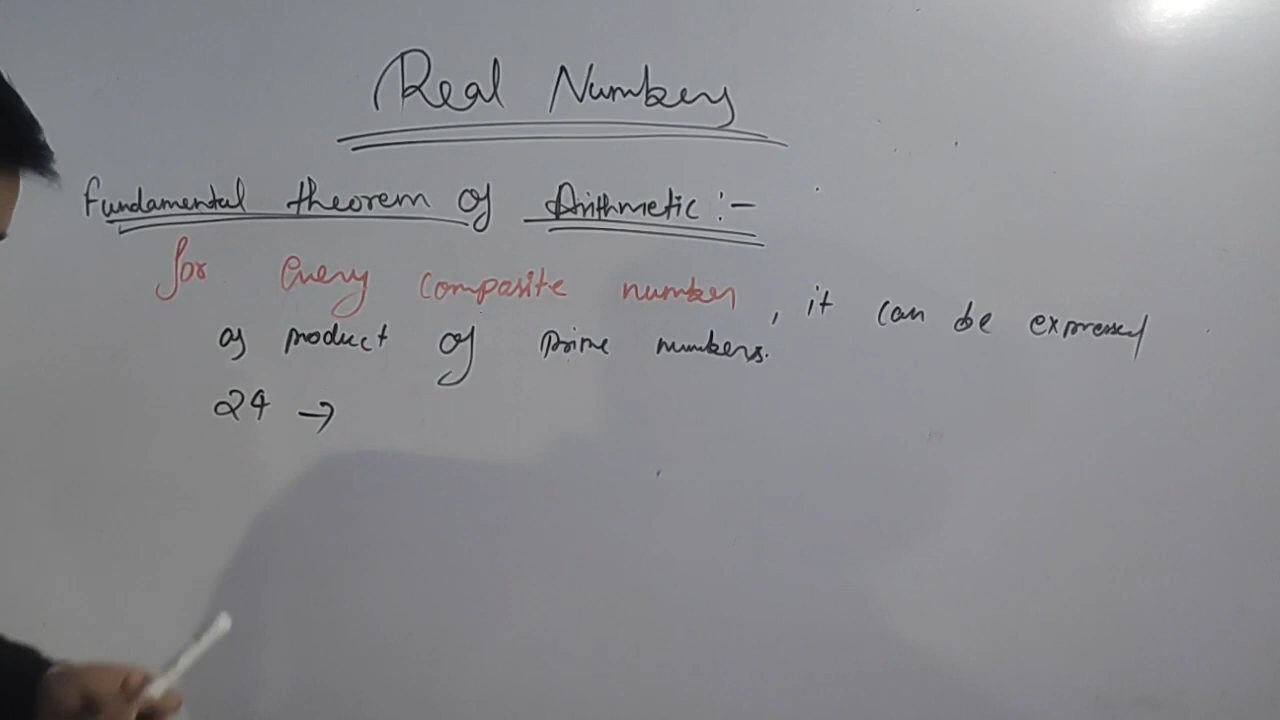 Real Numbers
Fundamental theorem of Arithmetic :-
for every composite number, it can be expressed
as product of prime numbers.
24 →